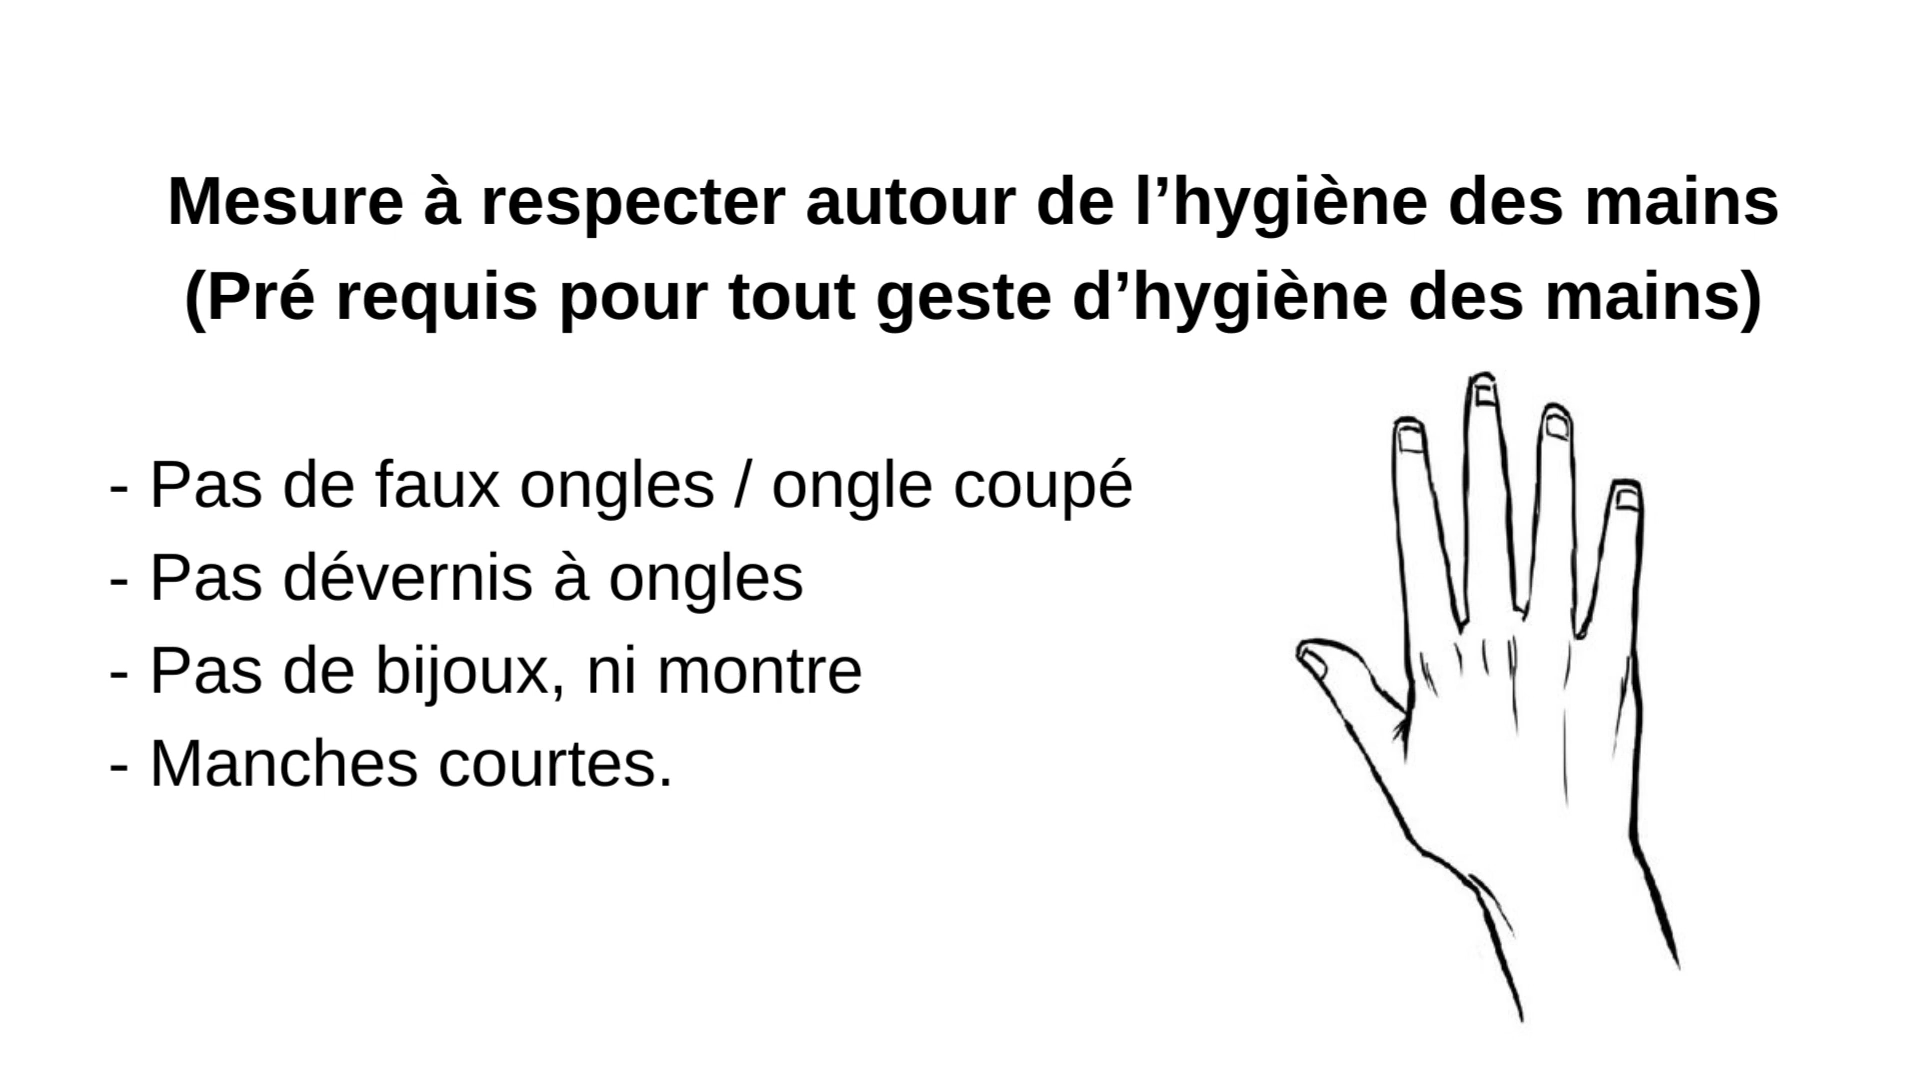 Mesure à respecter autour de l’hygiène des mains
(Pré requis pour tout geste d’hygiène des mains)
- Pas de faux ongles / ongle coupé
- Pas dévernis à ongles
- Pas de bijoux, ni montre
- Manches courtes.